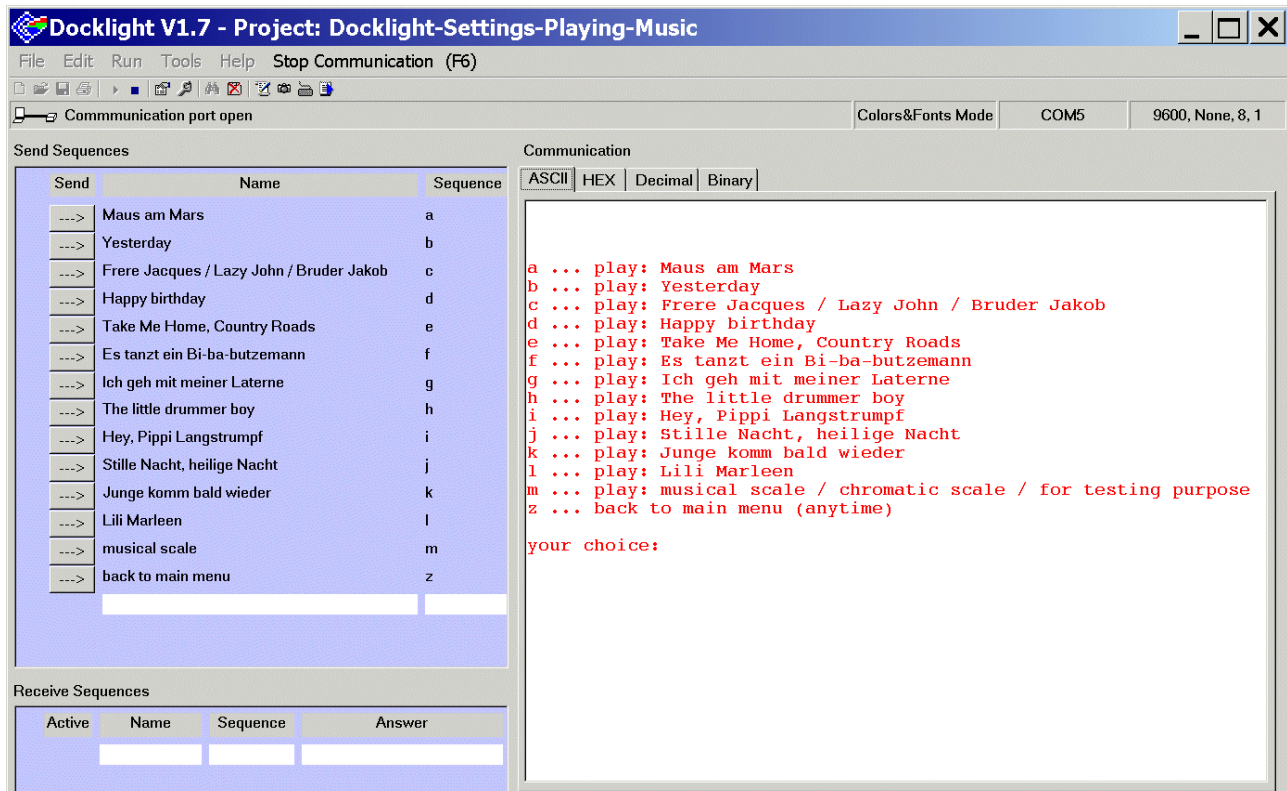 Docklight V1.7 - Project: Docklight-Settings-Playing-Music
File Edit Run Tools Help Stop Communication (F6)
Commmunication port open Colors&Fonts Mode COM5 9600, None, 8, 1
Send Sequences
Send Name Sequence
---> Maus am Mars a
---> Yesterday b
---> Frere Jacques / Lazy John / Bruder Jakob c
---> Happy birthday d
---> Take Me Home, Country Roads e
---> Es tanzt ein Bi-ba-butzemann f
---> Ich geh mit meiner Laterne g
---> The little drummer boy h
---> Hey, Pippi Langstrumpf i
---> Stille Nacht, heilige Nacht j
---> Junge komm bald wieder k
---> Lili Marleen l
---> musical scale m
---> back to main menu z
Receive Sequences
Active Name Sequence Answer
Communication
ASCII HEX Decimal Binary
a ... play: Maus am Mars
b ... play: Yesterday
c ... play: Frere Jacques / Lazy John / Bruder Jakob
d ... play: Happy birthday
e ... play: Take Me Home, Country Roads
f ... play: Es tanzt ein Bi-ba-butzemann
g ... play: Ich geh mit meiner Laterne
h ... play: The little drummer boy
i ... play: Hey, Pippi Langstrumpf
j ... play: Stille Nacht, heilige Nacht
k ... play: Junge komm bald wieder
l ... play: Lili Marleen
m ... play: musical scale / chromatic scale / for testing purpose
z ... back to main menu (anytime)
your choice: